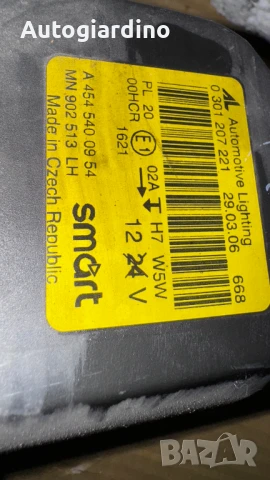 Autogiardino
AL Automotive Lighting
0 301 207 221 29.03.06 668
PL 20 E1 02A H7 W5W
00HCR 1621 12 24 V
A 454 540 09 54
MN 902 513 LH smart
Made in Czech Republic
BAZAR
bg